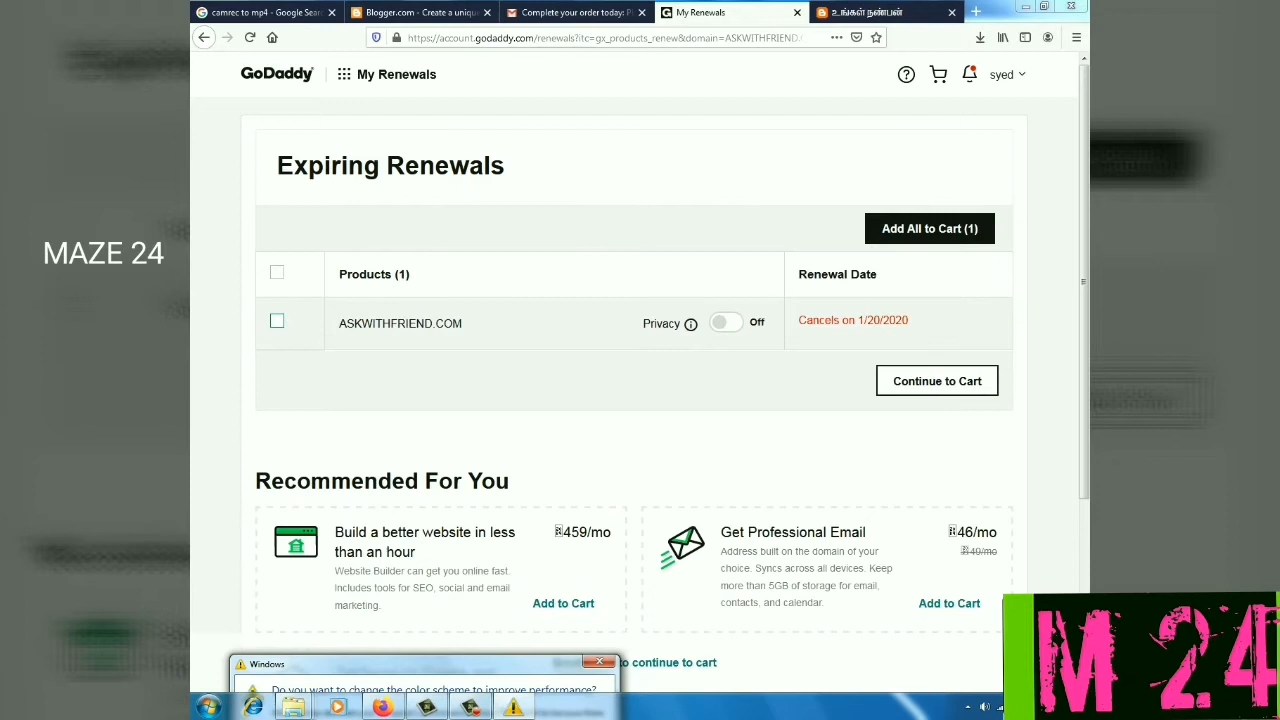 camrec to mp4 - Google Sear
Blogger.com - Create a unique
Complete your order today: Pl
My Renewals
உங்கள் நண்பன்
https://account.godaddy.com/renewals?itc=gx_products_renew&domain=ASKWITHFRIEND.
GoDaddy
My Renewals
syed
Expiring Renewals
Add All to Cart (1)
Products (1)
Renewal Date
ASKWITHFRIEND.COM
Privacy
Off
Cancels on 1/20/2020
Continue to Cart
Recommended For You
Build a better website in less
than an hour
459/mo
Website Builder can get you online fast.
Includes tools for SEO, social and email
marketing.
Add to Cart
Get Professional Email
46/mo
49/mo
Address built on the domain of your
choice. Syncs across all devices. Keep
more than 5GB of storage for email,
contacts, and calendar.
Add to Cart
to continue to cart
Windows
Do you want to change the color scheme to improve performance?
MAZE 24
M 24